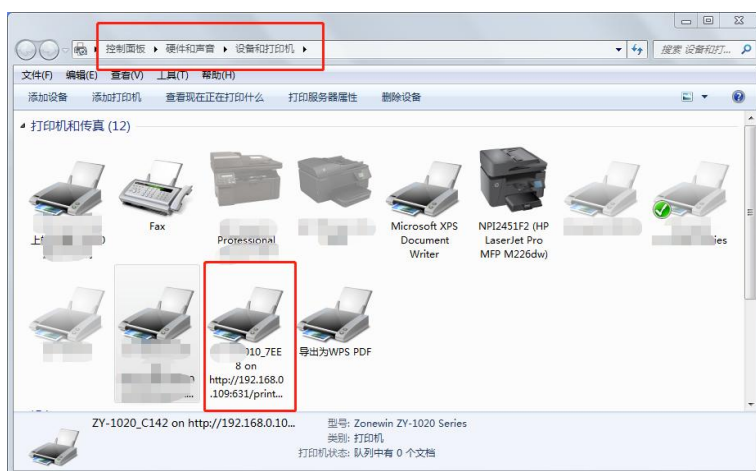 控制面板 ▸ 硬件和声音 ▸ 设备和打印机 ▸
搜索 设备和打...
文件(F) 编辑(E) 查看(V) 工具(T) 帮助(H)
添加设备 添加打印机 查看现在正在打印什么 打印服务器属性 删除设备
打印机和传真 (12)
Fax
Professional
Microsoft XPS
Document
Writer
NPI2451F2 (HP
LaserJet Pro
MFP M226dw)
ies
010_7EE
8 on
http://192.168.0
.109:631/print...
导出为WPS PDF
ZY-1020_C142 on http://192.168.0.10...
型号: Zonewin ZY-1020 Series
类别: 打印机
打印机状态: 队列中有 0 个文档